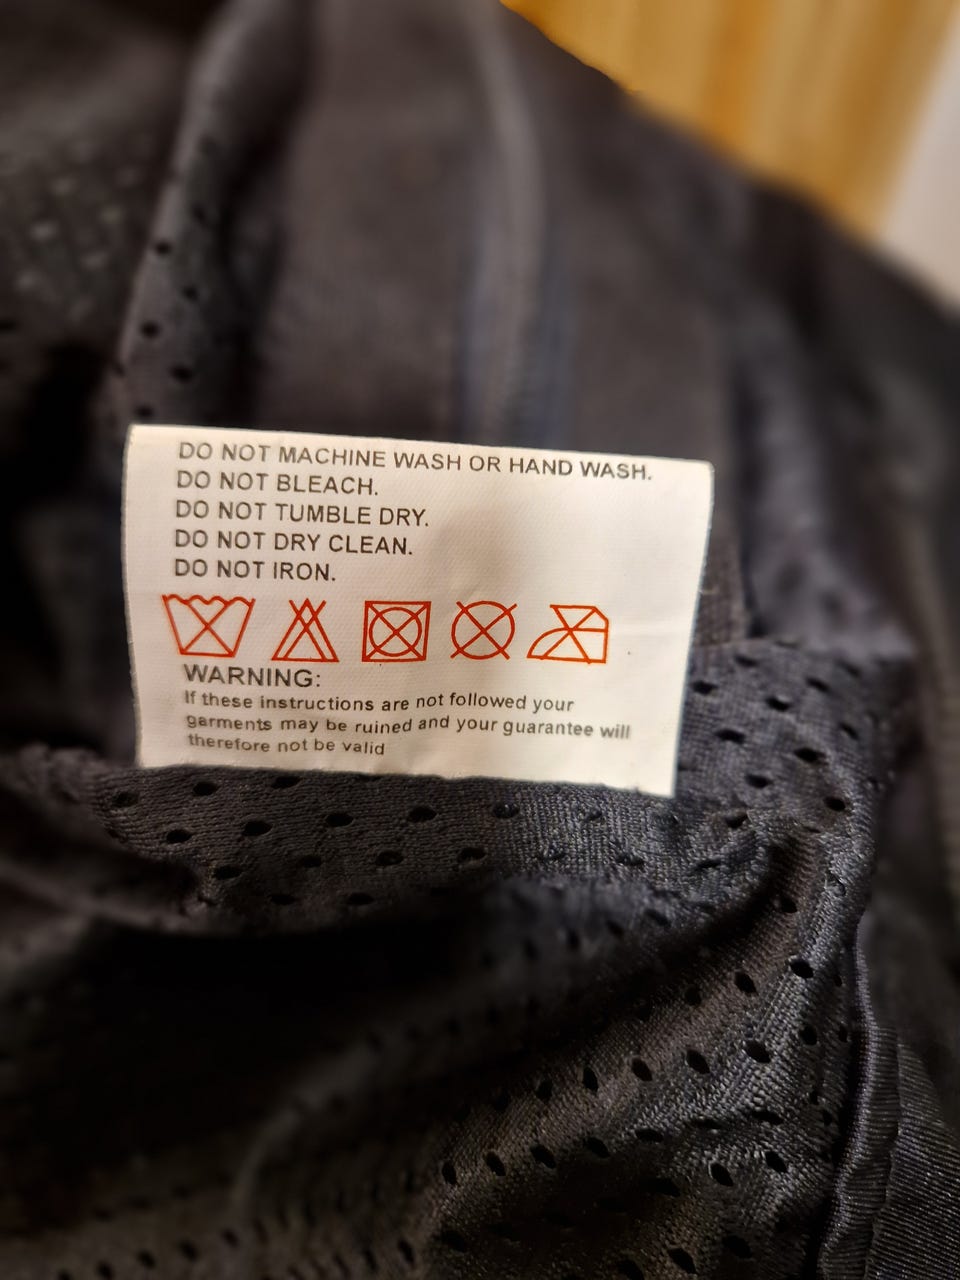 DO NOT MACHINE WASH OR HAND WASH.
DO NOT BLEACH.
DO NOT TUMBLE DRY.
DO NOT DRY CLEAN.
DO NOT IRON.
WARNING:
If these instructions are not followed your
garments may be ruined and your guarantee will
therefore not be valid